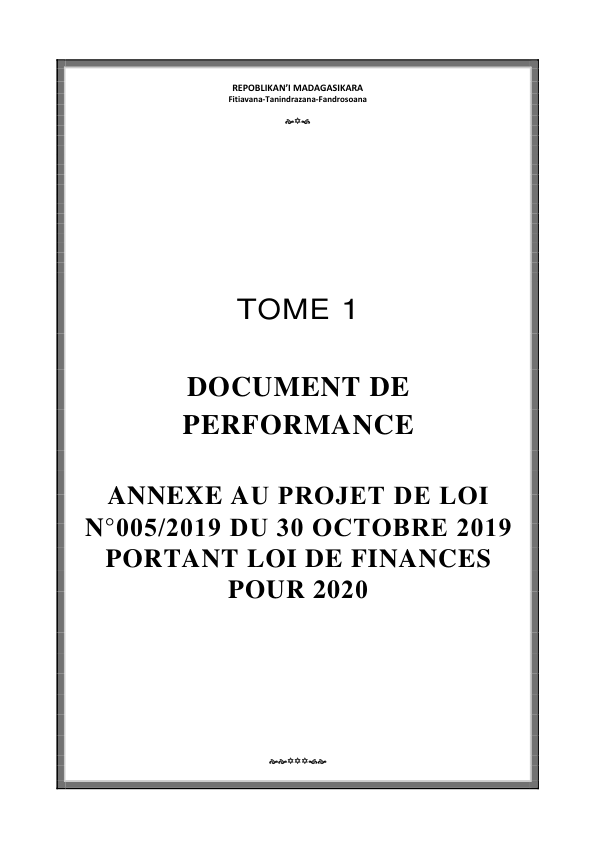 REPOBLIKAN’I MADAGASIKARA
Fitiavana-Tanindrazana-Fandrosoana
TOME 1
DOCUMENT DE
PERFORMANCE
ANNEXE AU PROJET DE LOI
N°005/2019 DU 30 OCTOBRE 2019
PORTANT LOI DE FINANCES
POUR 2020